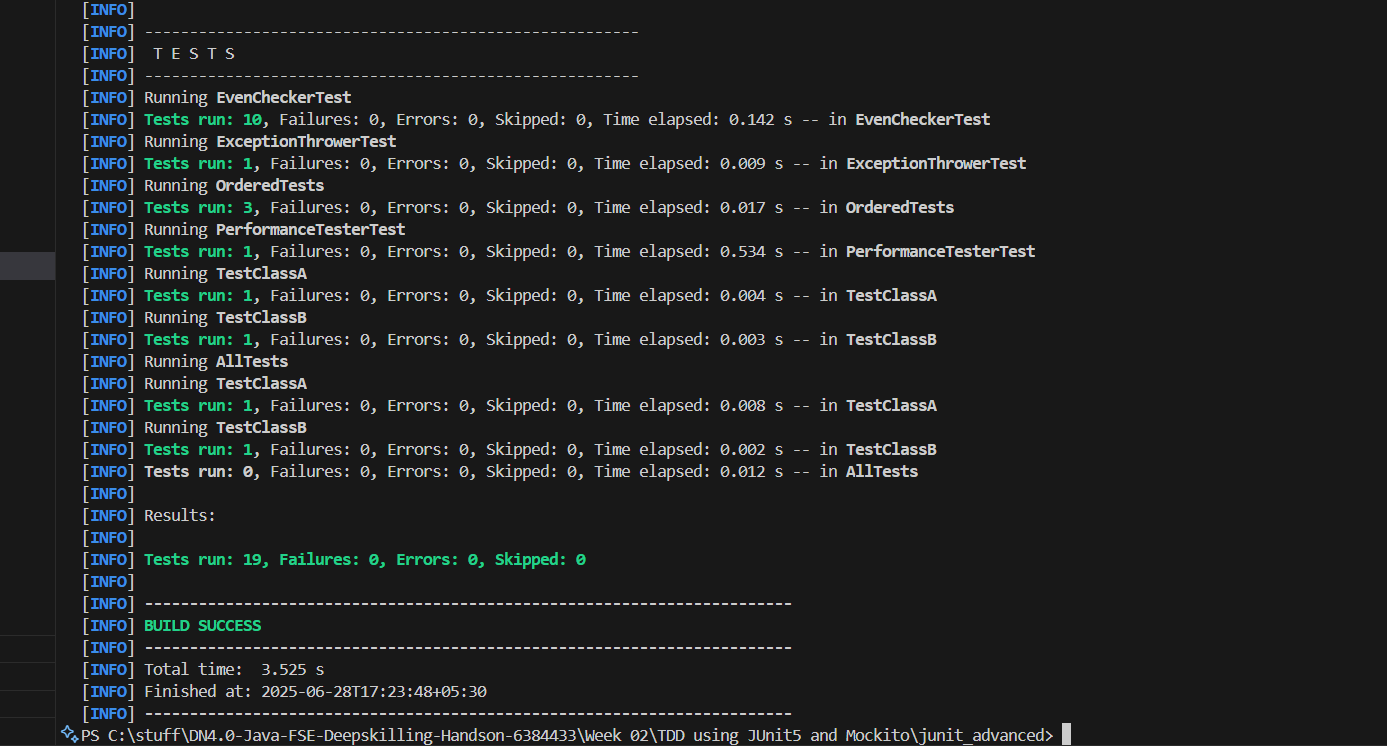 [INFO]
[INFO] -------------------------------------------------------
[INFO]  T E S T S
[INFO] -------------------------------------------------------
[INFO] Running EvenCheckerTest
[INFO] Tests run: 10, Failures: 0, Errors: 0, Skipped: 0, Time elapsed: 0.142 s -- in EvenCheckerTest
[INFO] Running ExceptionThrowerTest
[INFO] Tests run: 1, Failures: 0, Errors: 0, Skipped: 0, Time elapsed: 0.009 s -- in ExceptionThrowerTest
[INFO] Running OrderedTests
[INFO] Tests run: 3, Failures: 0, Errors: 0, Skipped: 0, Time elapsed: 0.017 s -- in OrderedTests
[INFO] Running PerformanceTesterTest
[INFO] Tests run: 1, Failures: 0, Errors: 0, Skipped: 0, Time elapsed: 0.534 s -- in PerformanceTesterTest
[INFO] Running TestClassA
[INFO] Tests run: 1, Failures: 0, Errors: 0, Skipped: 0, Time elapsed: 0.004 s -- in TestClassA
[INFO] Running TestClassB
[INFO] Tests run: 1, Failures: 0, Errors: 0, Skipped: 0, Time elapsed: 0.003 s -- in TestClassB
[INFO] Running AllTests
[INFO] Running TestClassA
[INFO] Tests run: 1, Failures: 0, Errors: 0, Skipped: 0, Time elapsed: 0.008 s -- in TestClassA
[INFO] Running TestClassB
[INFO] Tests run: 1, Failures: 0, Errors: 0, Skipped: 0, Time elapsed: 0.002 s -- in TestClassB
[INFO] Tests run: 0, Failures: 0, Errors: 0, Skipped: 0, Time elapsed: 0.012 s -- in AllTests
[INFO]
[INFO] Results:
[INFO]
[INFO] Tests run: 19, Failures: 0, Errors: 0, Skipped: 0
[INFO]
[INFO] ------------------------------------------------------------------------
[INFO] BUILD SUCCESS
[INFO] ------------------------------------------------------------------------
[INFO] Total time:  3.525 s
[INFO] Finished at: 2025-06-28T17:23:48+05:30
[INFO] ------------------------------------------------------------------------
PS C:\stuff\DN4.0-Java-FSE-Deepskilling-Handson-6384433\Week 02\TDD using JUnit5 and Mockito\junit_advanced>